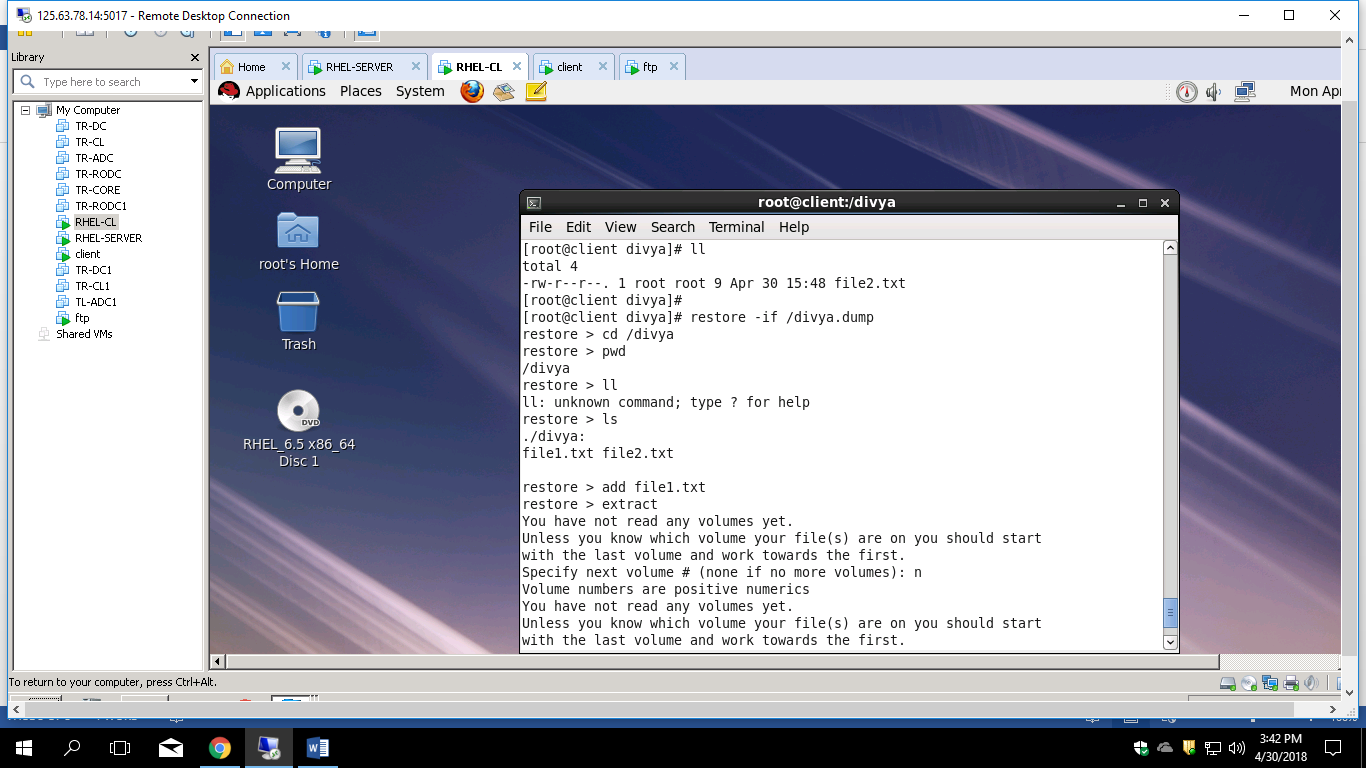 125.63.78.14:5017 - Remote Desktop Connection
Library
Type here to search
My Computer
TR-DC
TR-CL
TR-ADC
TR-RODC
TR-CORE
TR-RODC1
RHEL-CL
RHEL-SERVER
client
TR-DC1
TR-CL1
TL-ADC1
ftp
Shared VMs
Home RHEL-SERVER RHEL-CL client ftp
Applications Places System Mon Apr
Computer
root's Home
Trash
DVD
RHEL_6.5 x86_64
Disc 1
root@client:/divya
File Edit View Search Terminal Help
[root@client divya]# ll
total 4
-rw-r--r--. 1 root root 9 Apr 30 15:48 file2.txt
[root@client divya]#
[root@client divya]# restore -if /divya.dump
restore > cd /divya
restore > pwd
/divya
restore > ll
ll: unknown command; type ? for help
restore > ls
./divya:
file1.txt file2.txt
restore > add file1.txt
restore > extract
You have not read any volumes yet.
Unless you know which volume your file(s) are on you should start
with the last volume and work towards the first.
Specify next volume # (none if no more volumes): n
Volume numbers are positive numerics
You have not read any volumes yet.
Unless you know which volume your file(s) are on you should start
with the last volume and work towards the first.
To return to your computer, press Ctrl+Alt.
3:42 PM
4/30/2018